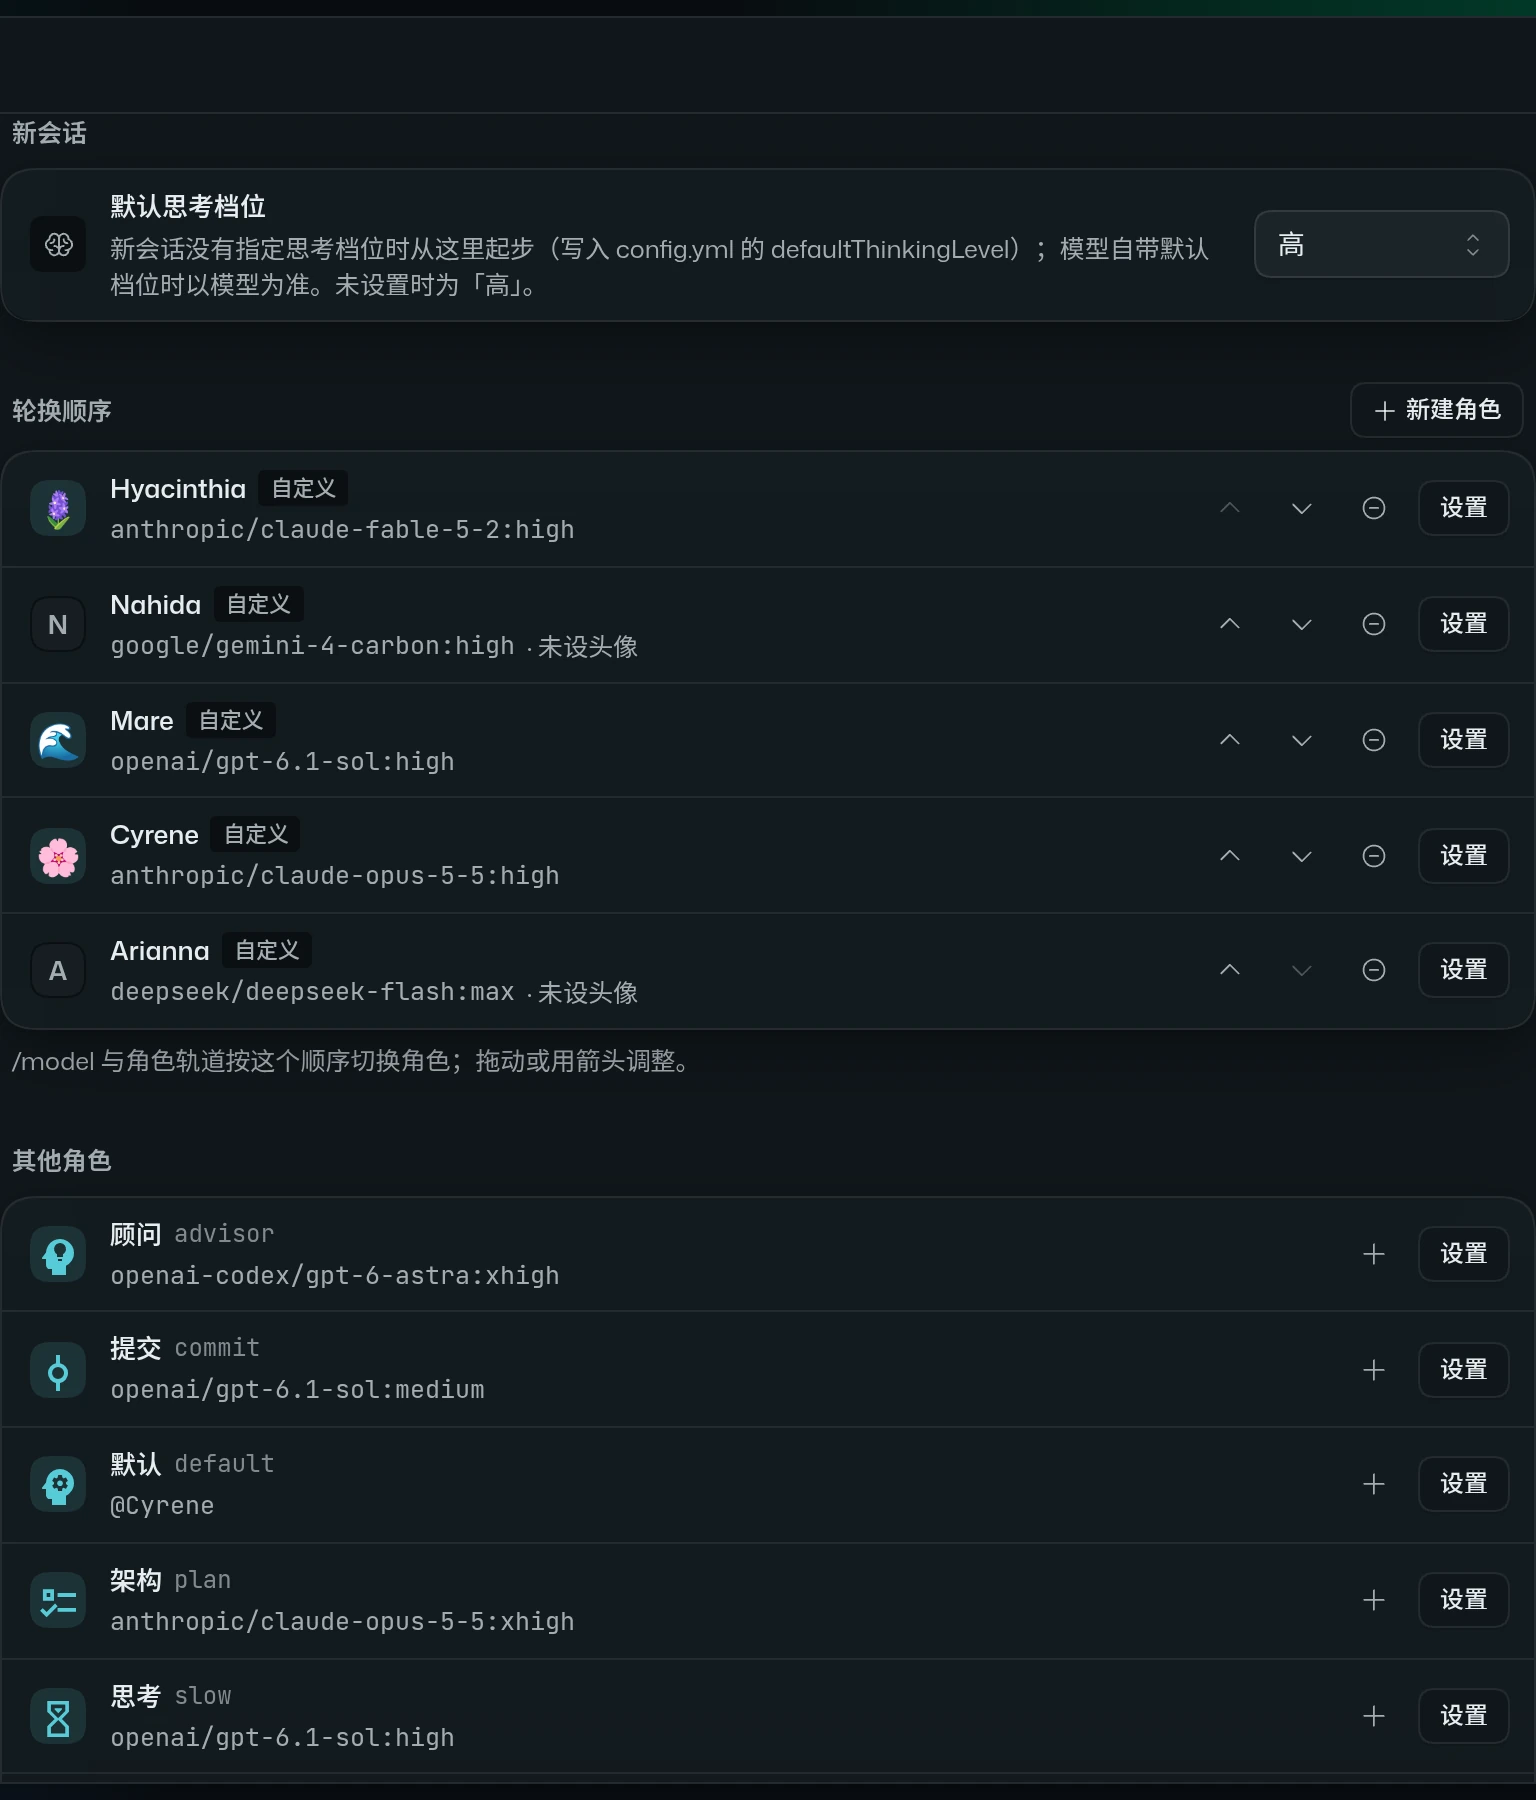 新会话
默认思考档位
新会话没有指定思考档位时从这里起步（写入 config.yml 的 defaultThinkingLevel）；模型自带默认
档位时以模型为准。未设置时为「高」。
高
轮换顺序
新建角色
Hyacinthia 自定义
anthropic/claude-fable-5-2:high
设置
N
Nahida 自定义
google/gemini-4-carbon:high · 未设头像
设置
Mare 自定义
openai/gpt-6.1-sol:high
设置
Cyrene 自定义
anthropic/claude-opus-5-5:high
设置
A
Arianna 自定义
deepseek/deepseek-flash:max · 未设头像
设置
/model 与角色轨道按这个顺序切换角色；拖动或用箭头调整。
其他角色
顾问 advisor
openai-codex/gpt-6-astra:xhigh
设置
提交 commit
openai/gpt-6.1-sol:medium
设置
默认 default
@Cyrene
设置
架构 plan
anthropic/claude-opus-5-5:xhigh
设置
思考 slow
openai/gpt-6.1-sol:high
设置